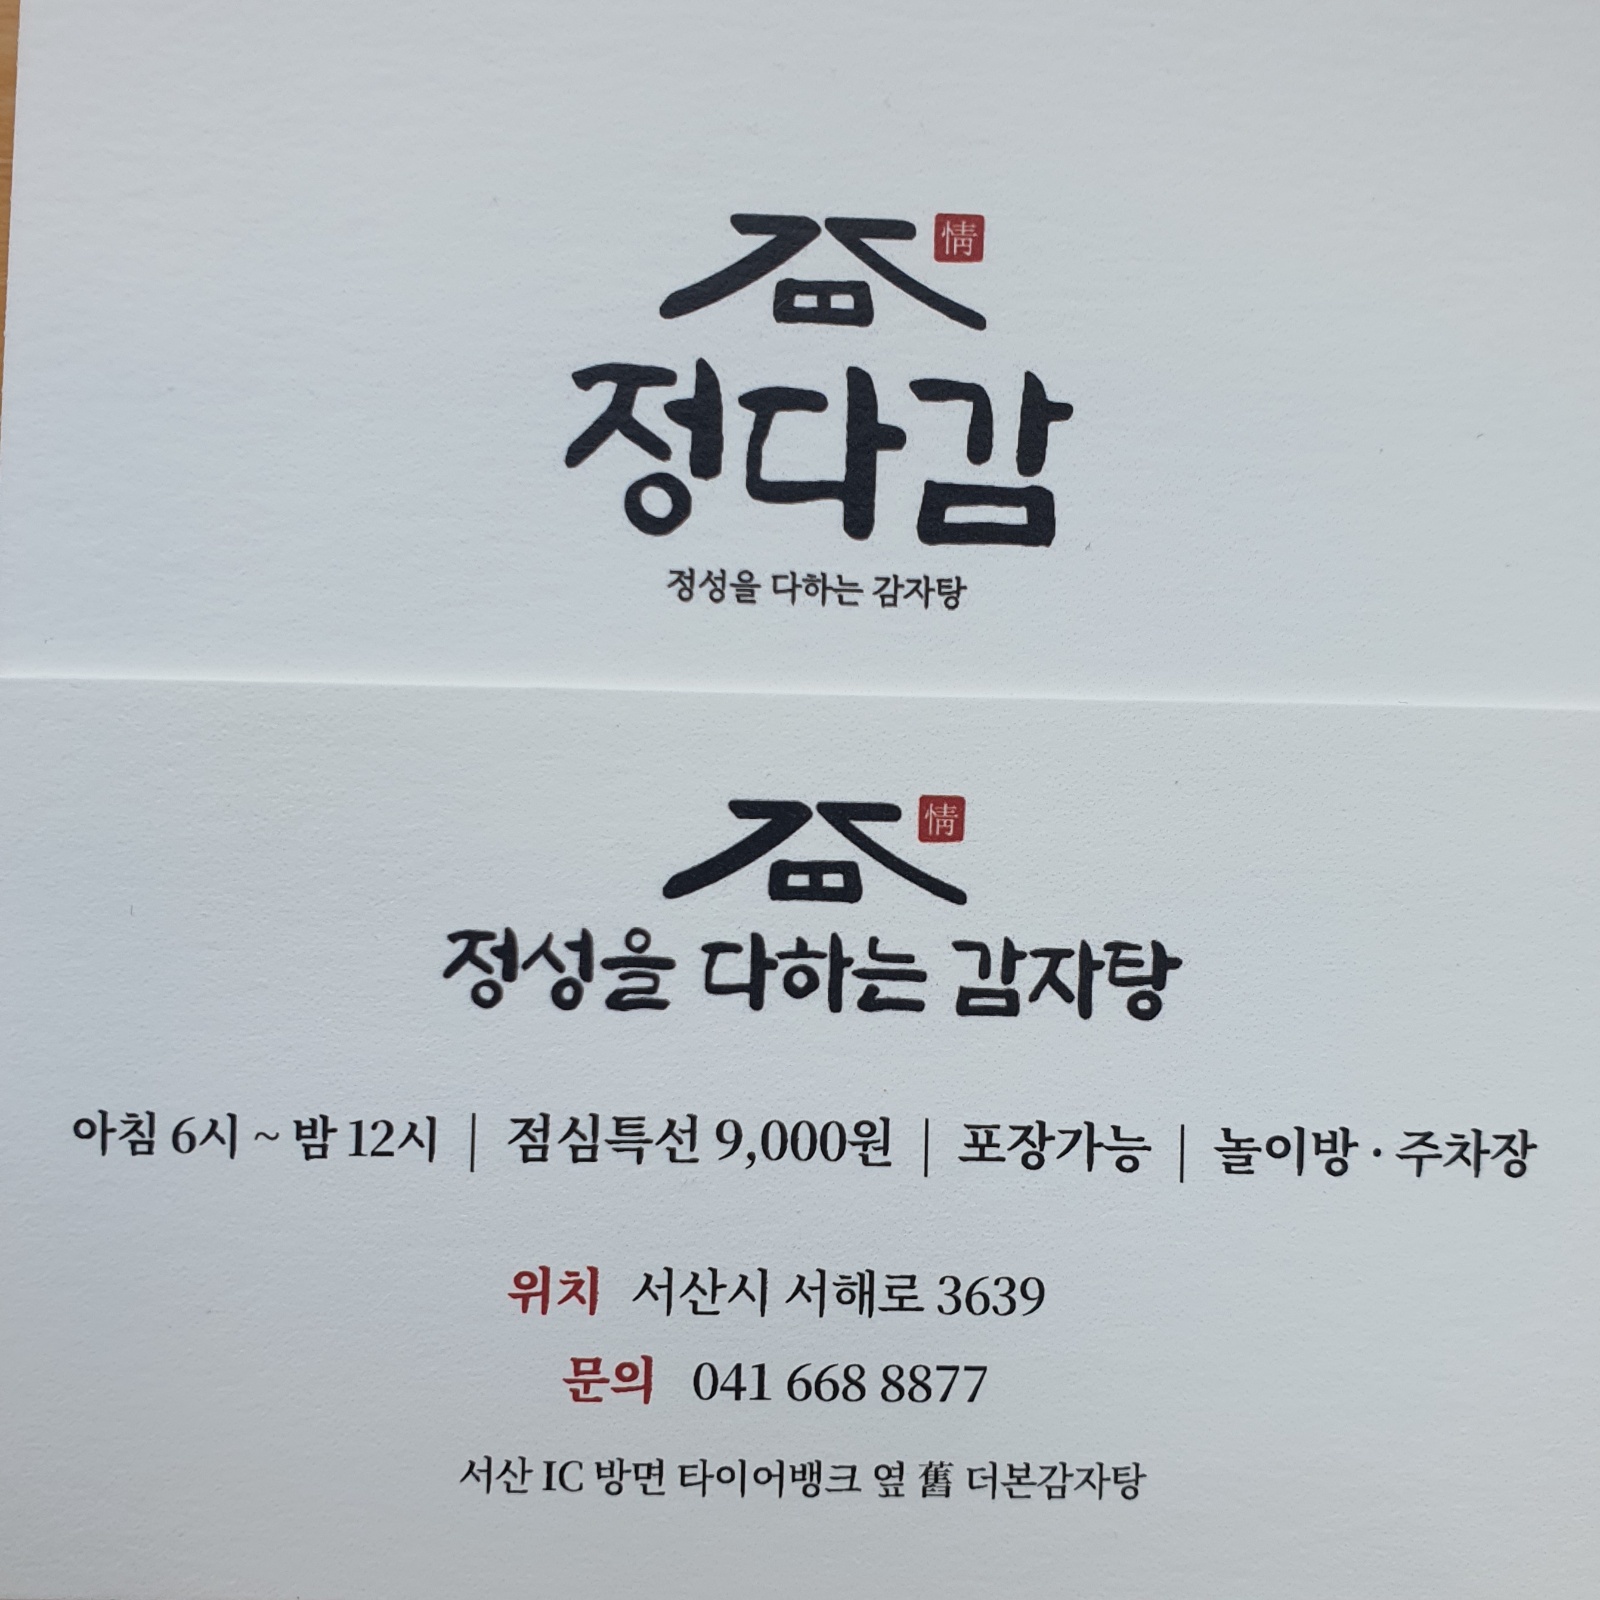 情
정다감
정성을 다하는 감자탕
情
정성을 다하는 감자탕
아침 6시 ~ 밤 12시 | 점심특선 9,000원 | 포장가능 | 놀이방 · 주차장
위치 서산시 서해로 3639
문의 041 668 8877
서산 IC 방면 타이어뱅크 옆 舊 더본감자탕